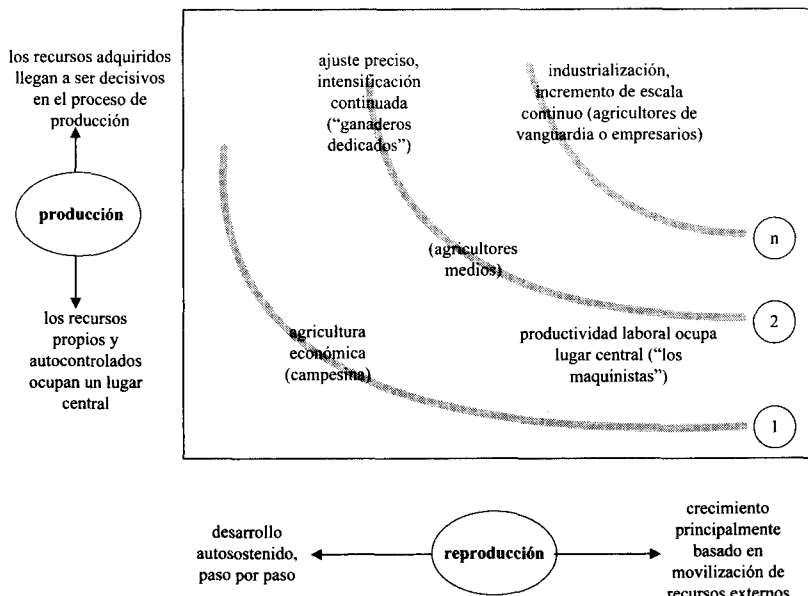 los recursos adquiridos
llegan a ser decisivos
en el proceso de
producción
producción
los recursos
propios y
autocontrolados
ocupan un lugar
central
ajuste preciso,
intensificación
continuada
(“ganaderos
dedicados”)
industrialización,
incremento de escala
continuo (agricultores de
vanguardia o empresarios)
n
(agricultores
medios)
2
agricultura
económica
(campesina)
productividad laboral ocupa
lugar central (“los
maquinistas”)
1
desarrollo
autosostenido,
paso por paso
reproducción
crecimiento
principalmente
basado en
movilización de
recursos externos